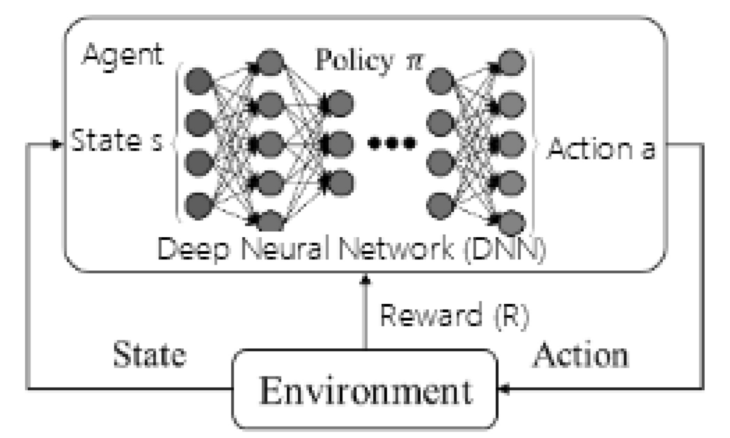 Agent
Policy π
State s
Action a
Deep Neural Network (DNN)
Reward (R)
State
Action
Environment